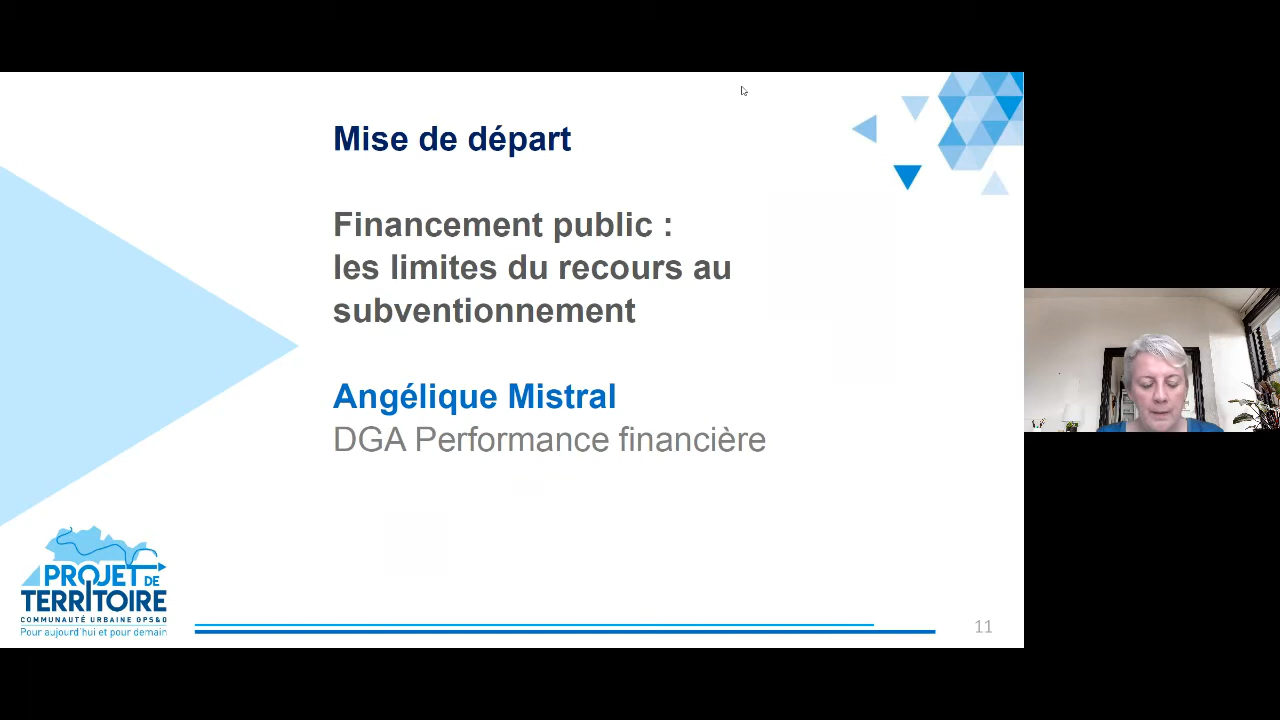 Mise de départ
Financement public :
les limites du recours au
subventionnement
Angélique Mistral
DGA Performance financière
PROJET DE
TERRITOIRE
COMMUNAUTÉ URBAINE GPS&O
Pour aujourd'hui et pour demain
11